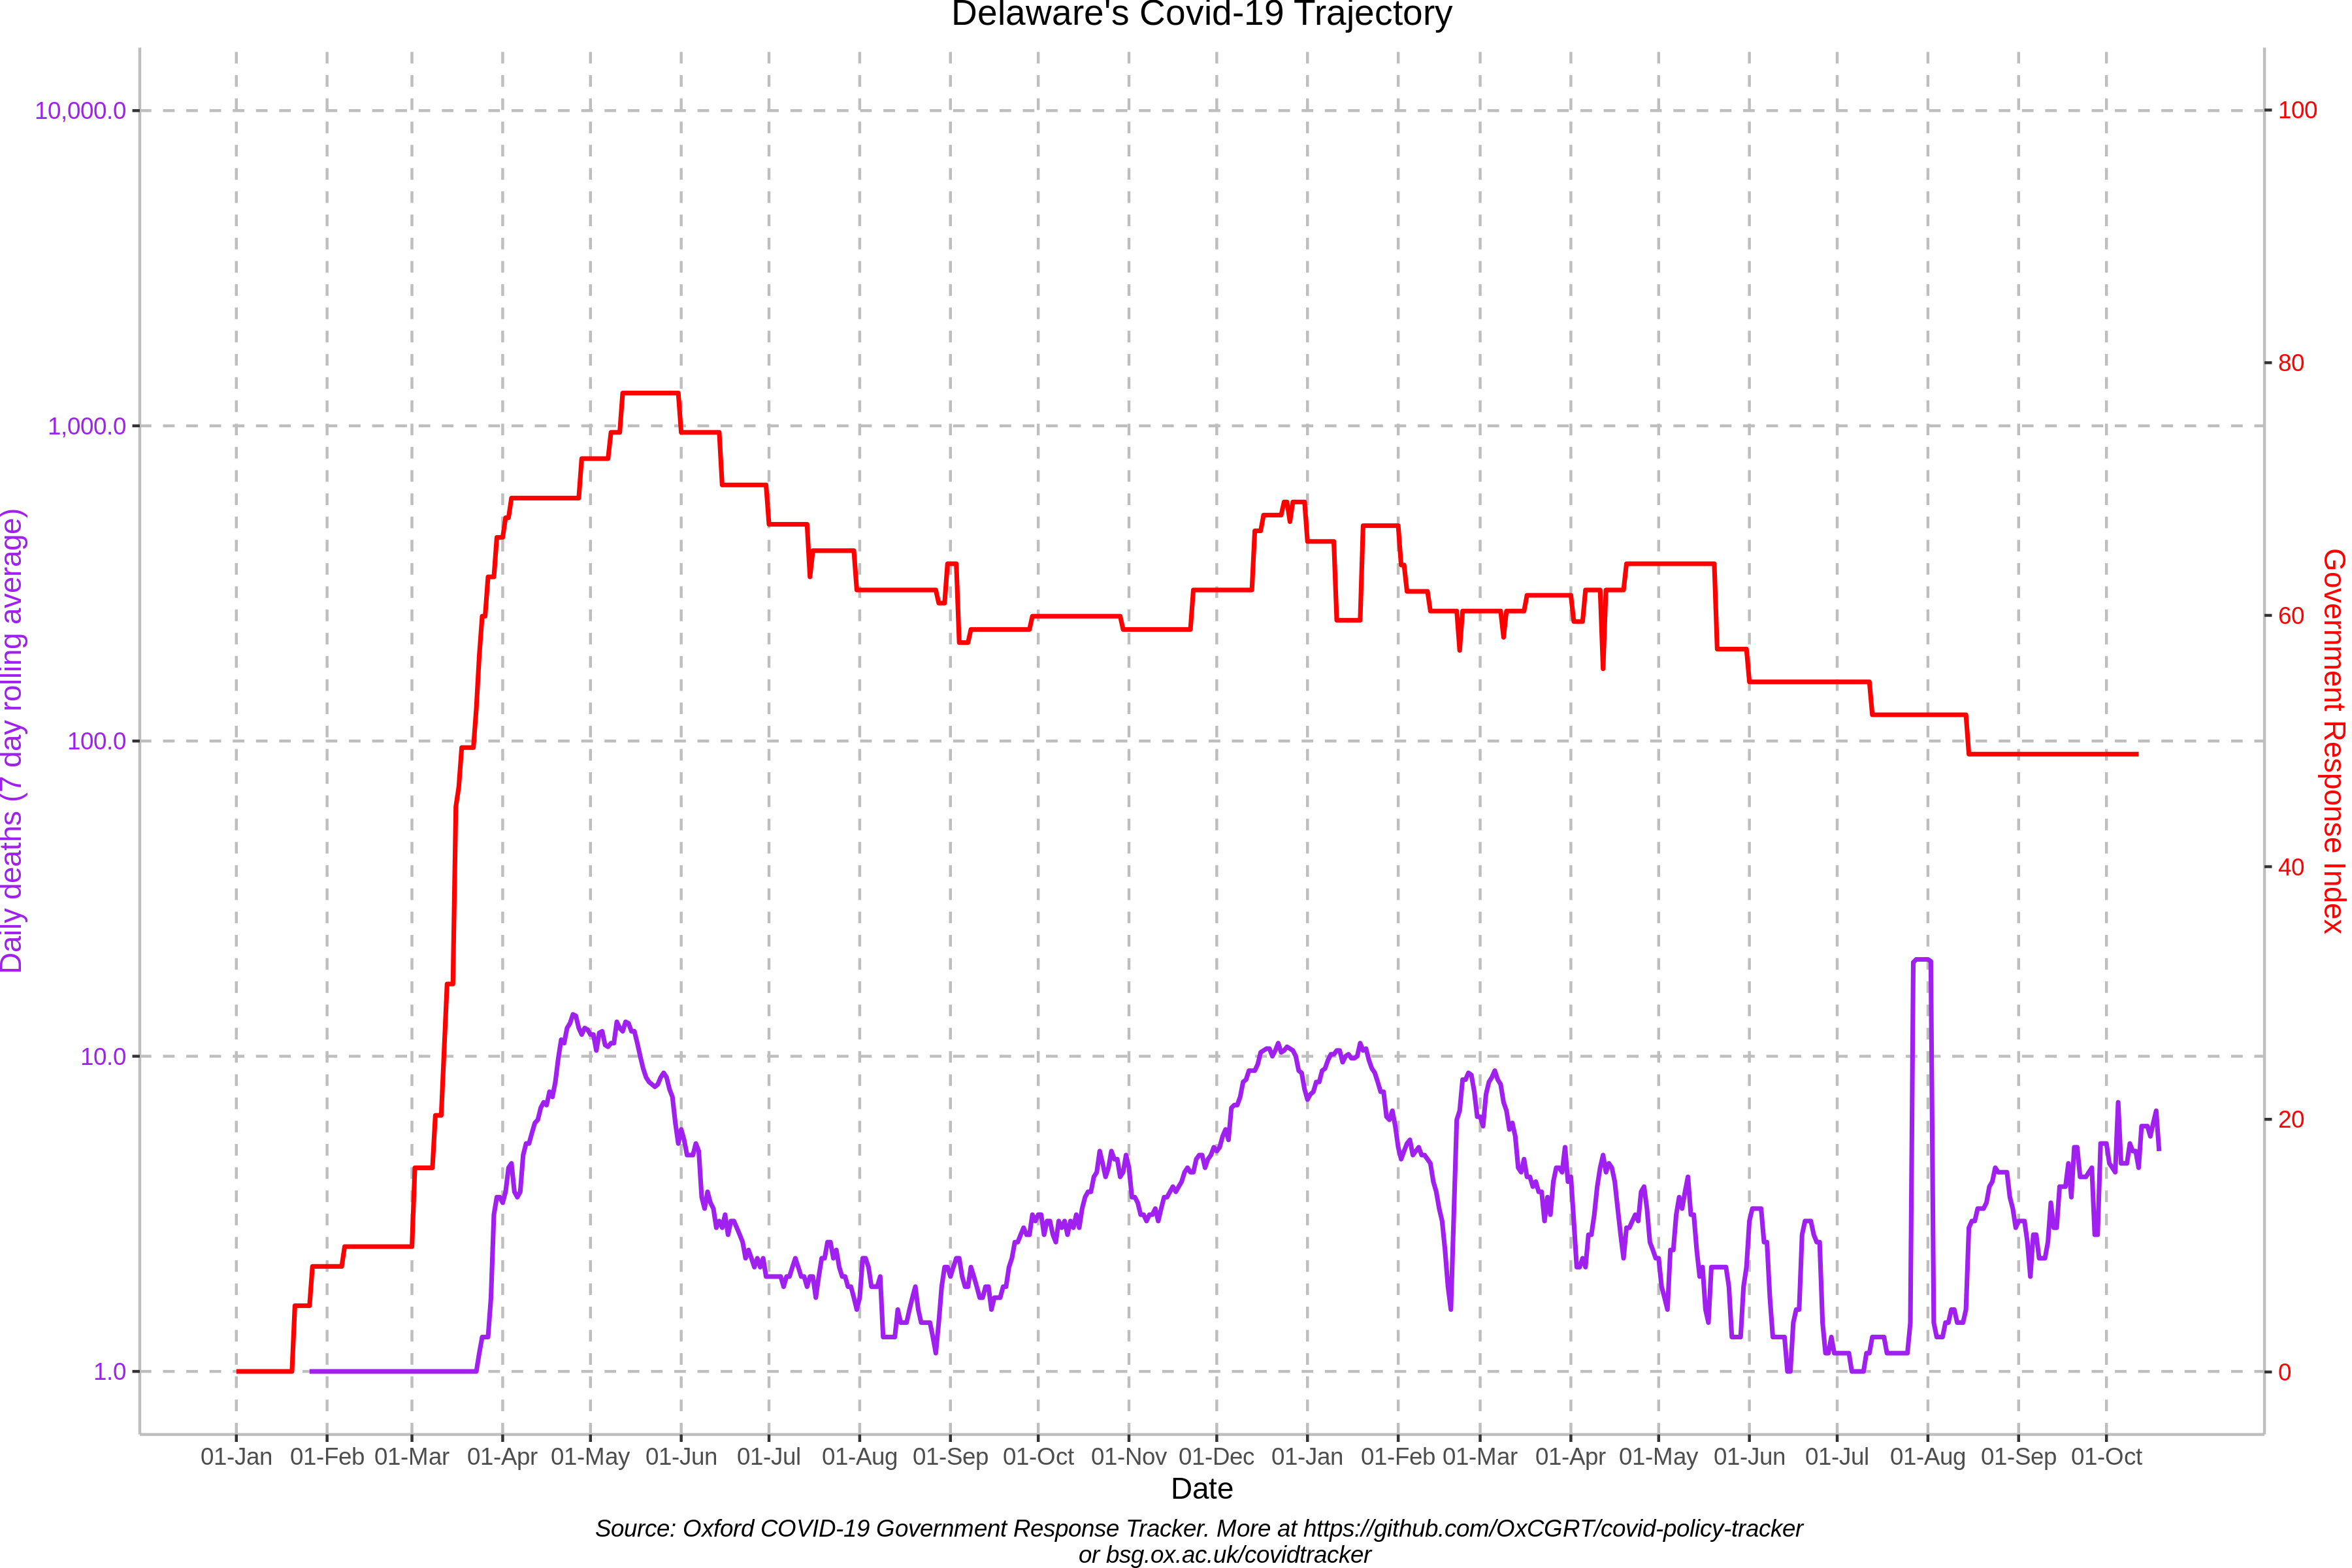 Delaware's Covid-19 Trajectory
10,000.0
1,000.0
100.0
10.0
1.0
Daily deaths (7 day rolling average)
100
80
60
40
20
0
Government Response Index
01-Jan 01-Feb 01-Mar 01-Apr 01-May 01-Jun 01-Jul 01-Aug 01-Sep 01-Oct 01-Nov 01-Dec 01-Jan 01-Feb 01-Mar 01-Apr 01-May 01-Jun 01-Jul 01-Aug 01-Sep 01-Oct
Date
Source: Oxford COVID-19 Government Response Tracker. More at https://github.com/OxCGRT/covid-policy-tracker
or bsg.ox.ac.uk/covidtracker